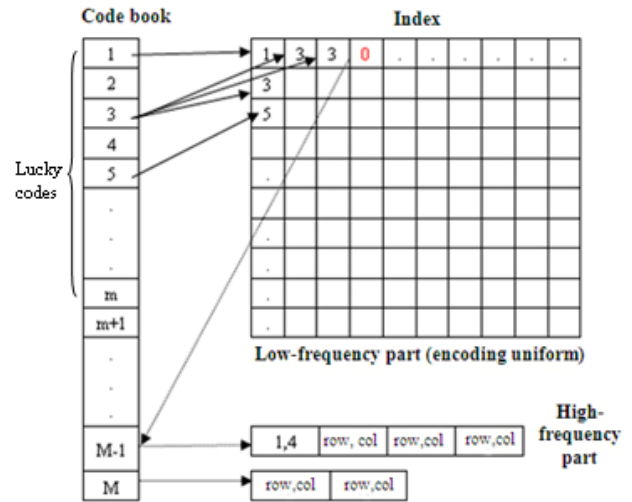 Code book
Index
1
2
3
4
5
.
.
.
m
m+1
.
.
.
M-1
M
Lucky
codes
1 3 3 0 . . . . . .
3
5
.
.
.
.
.
.
Low-frequency part (encoding uniform)
High-
frequency
part
1,4 row, col row,col row,col
row,col row,col